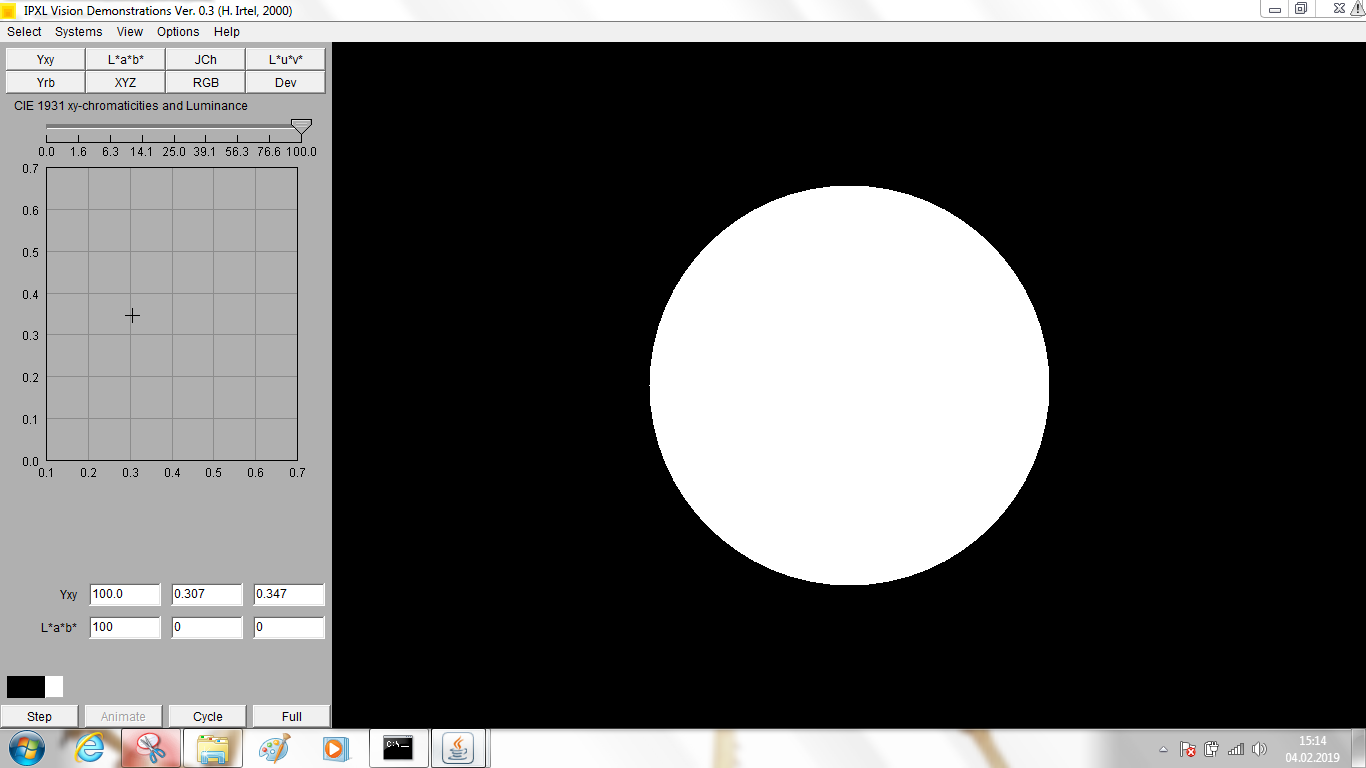 IPXL Vision Demonstrations Ver. 0.3 (H. Irtel, 2000)
Select Systems View Options Help
Yxy L*a*b* JCh L*u*v*
Yrb XYZ RGB Dev
CIE 1931 xy-chromaticities and Luminance
0.0 1.6 6.3 14.1 25.0 39.1 56.3 76.6 100.0
0.7
0.6
0.5
0.4
0.3
0.2
0.1
0.0
0.1 0.2 0.3 0.4 0.5 0.6 0.7
Yxy 100.0 0.307 0.347
L*a*b* 100 0 0
Step Animate Cycle Full
C:\
15:14
04.02.2019